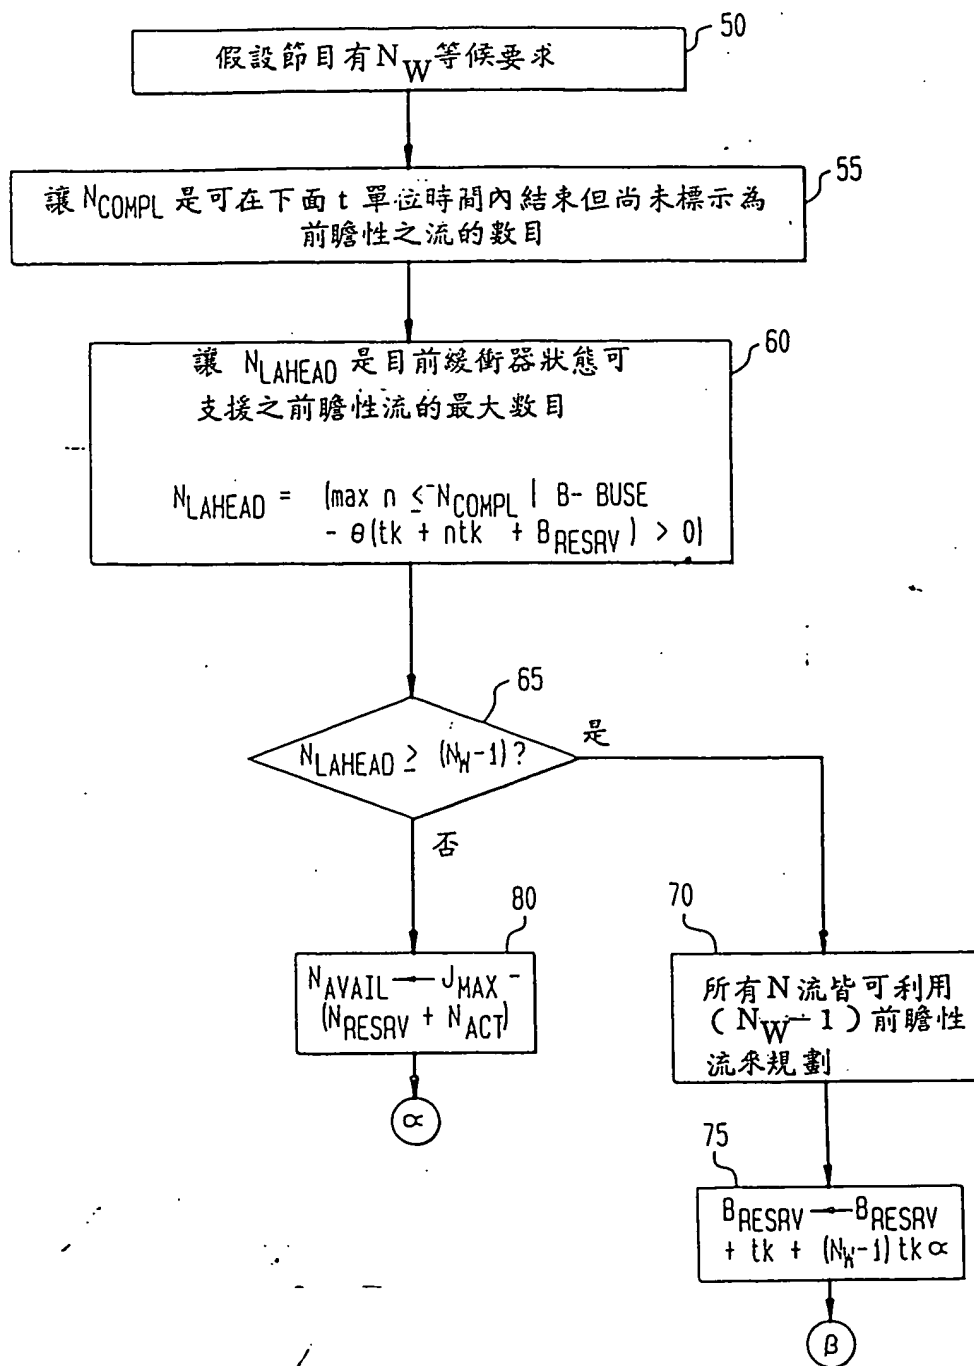 50
假設節目有N_W等候要求
55
讓 N_COMPL 是可在下面 t 單位時間內結束但尚未標示為
前瞻性之流的數目
60
讓 N_LAHEAD 是目前緩衝器狀態可
支援之前瞻性流的最大數目
N_LAHEAD = (max n ≤ N_COMPL | B- BUSE
- θ(tk + ntk + B_RESRV) > 0)
65
N_LAHEAD ≥ (N_W-1)?
是
否
80
N_AVAIL ← J_MAX -
(N_RESRV + N_ACT)
∝
70
所有N流皆可利用
(N_W-1)前瞻性
流來規劃
75
B_RESRV ← B_RESRV
+ tk + (N_W-1) tk ∝
β